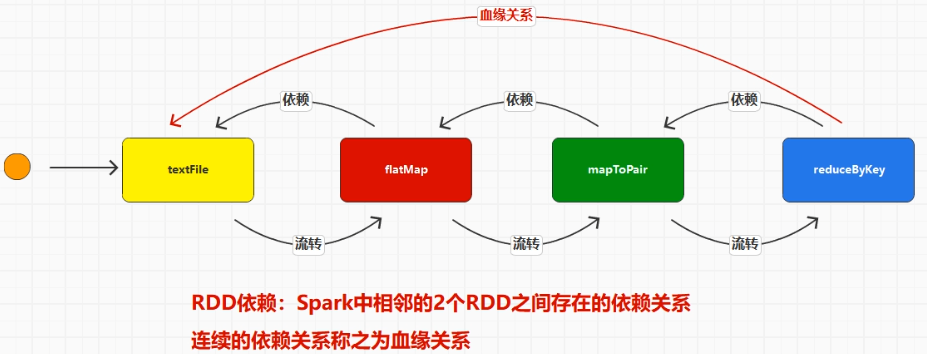 血缘关系
依赖 依赖 依赖
textFile flatMap mapToPair reduceByKey
流转 流转 流转
RDD依赖：Spark中相邻的2个RDD之间存在的依赖关系
连续的依赖关系称之为血缘关系